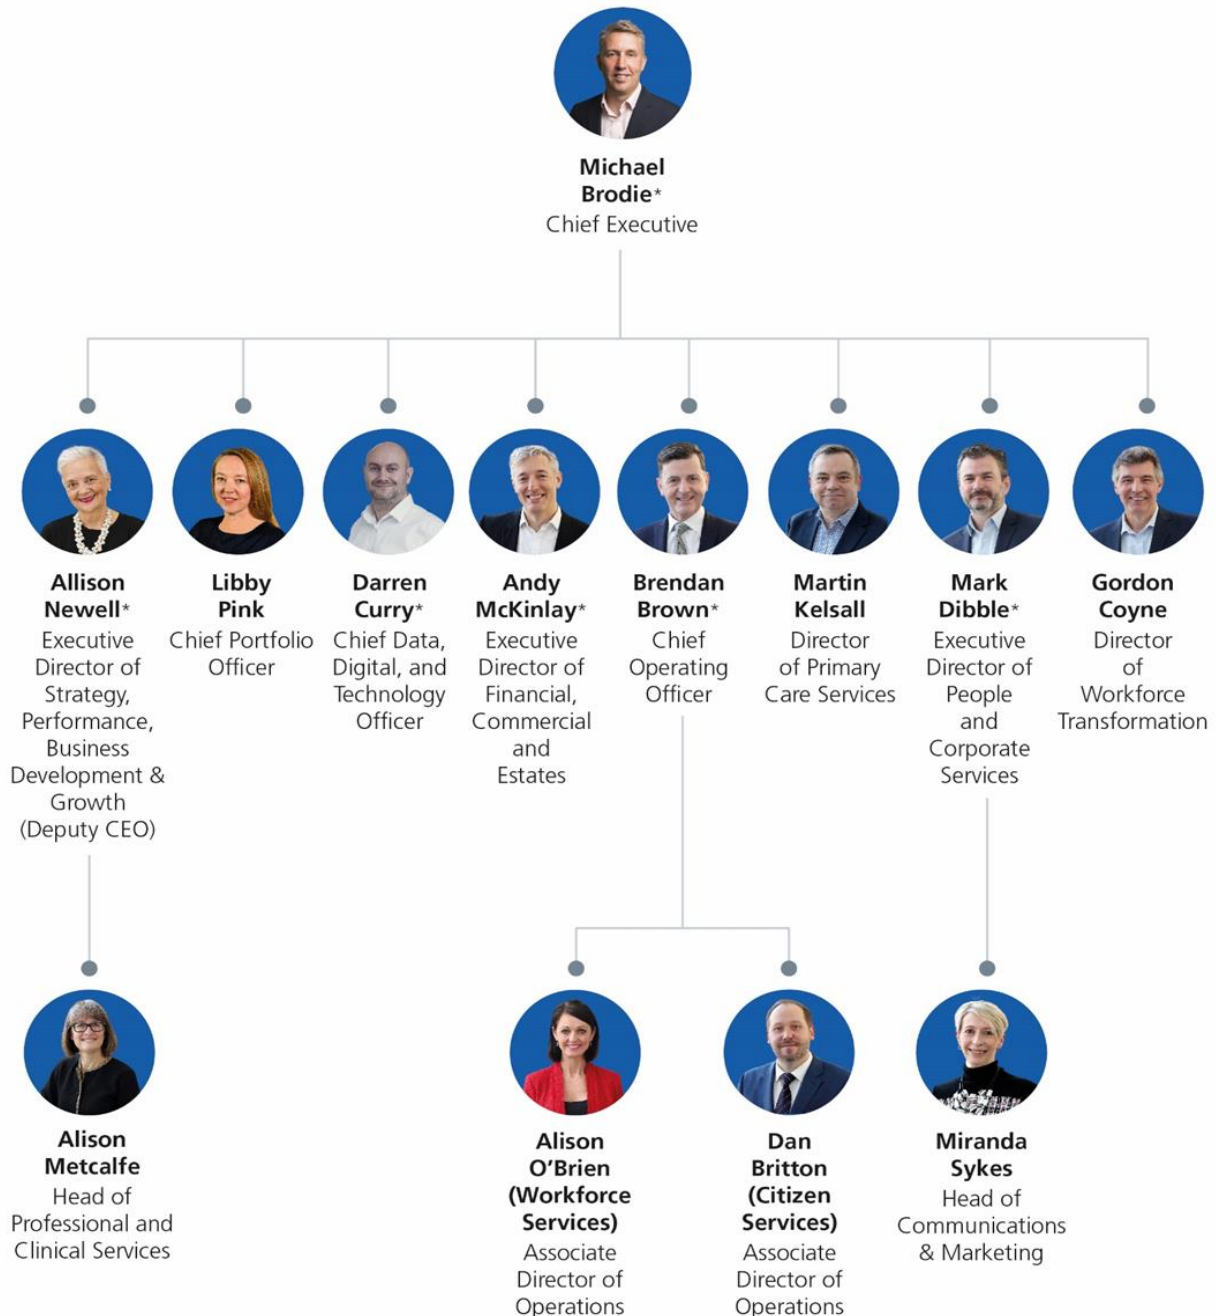 Michael
Brodie*
Chief Executive
Allison
Newell*
Executive
Director of
Strategy,
Performance,
Business
Development &
Growth
(Deputy CEO)
Libby
Pink
Chief Portfolio
Officer
Darren
Curry*
Chief Data,
Digital, and
Technology
Officer
Andy
McKinlay*
Executive
Director of
Financial,
Commercial
and
Estates
Brendan
Brown*
Chief
Operating
Officer
Martin
Kelsall
Director
of Primary
Care Services
Mark
Dibble*
Executive
Director of
People
and
Corporate
Services
Gordon
Coyne
Director
of
Workforce
Transformation
Alison
Metcalfe
Head of
Professional and
Clinical Services
Alison
O’Brien
(Workforce
Services)
Associate
Director of
Operations
Dan
Britton
(Citizen
Services)
Associate
Director of
Operations
Miranda
Sykes
Head of
Communications
& Marketing